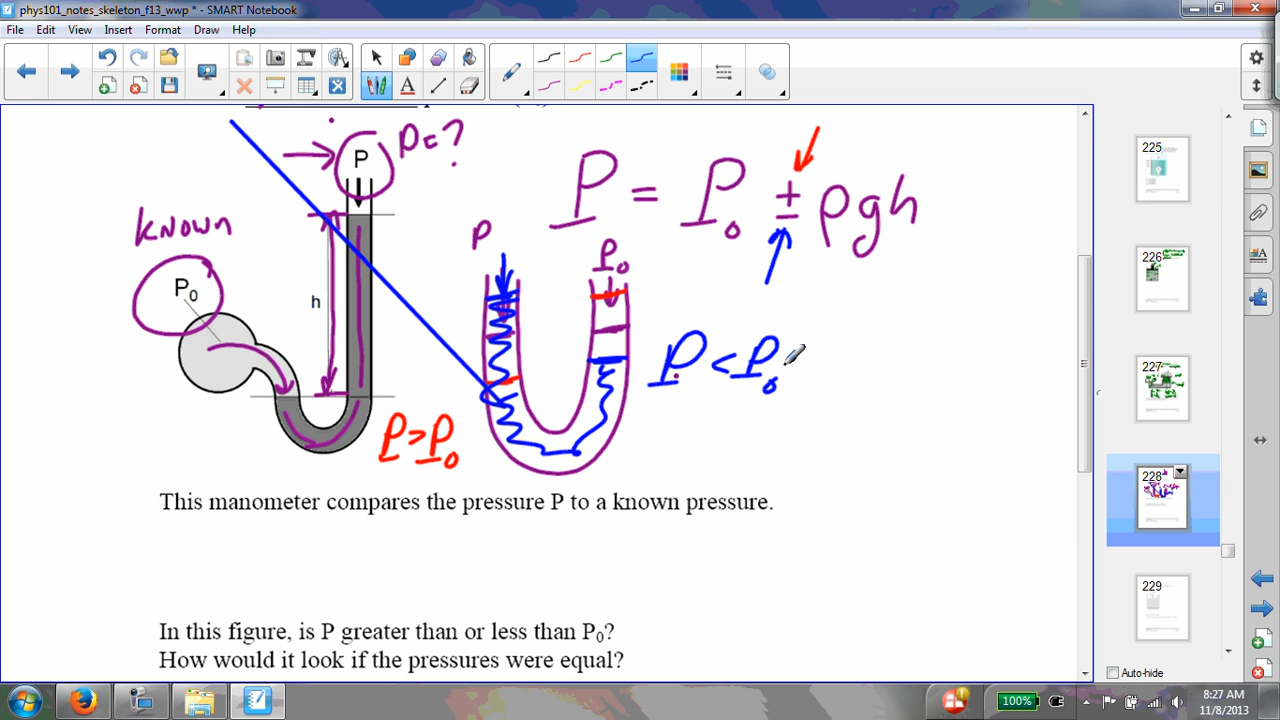 phys101_notes_skeleton_f13_wwp * - SMART Notebook
File Edit View Insert Format Draw Help
P P = ?
P = P₀ ± ρgh
known
P₀
h
P P₀
P < P₀
P > P₀
This manometer compares the pressure P to a known pressure.
In this figure, is P greater than or less than P₀?
How would it look if the pressures were equal?
225
226
227
228
229
Auto-hide
100%
8:27 AM
11/8/2013